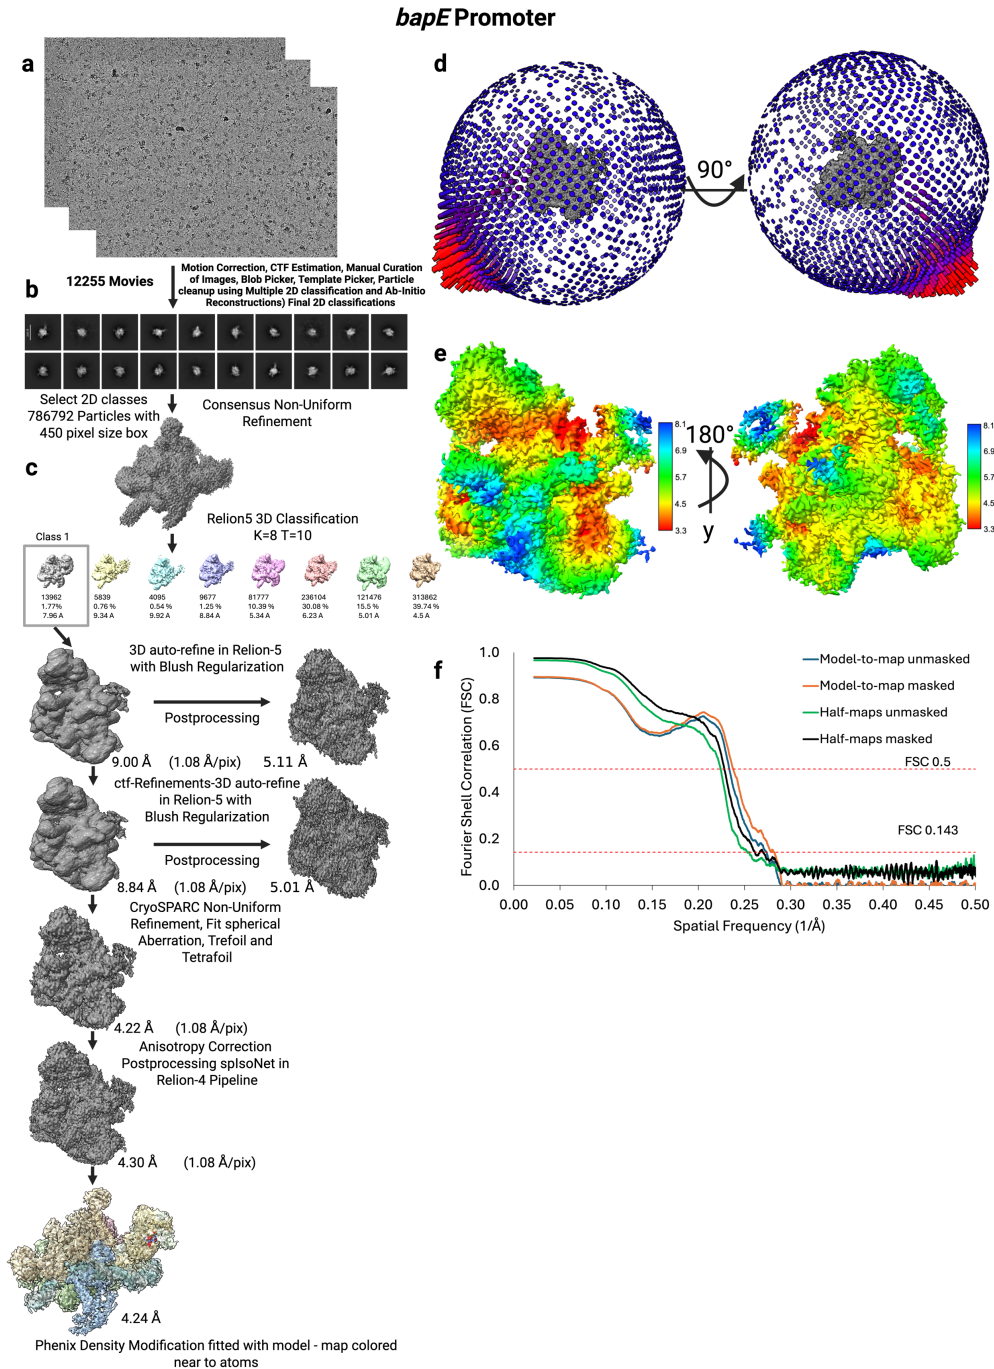 bapE Promoter
a
12255 Movies
Motion Correction, CTF Estimation, Manual Curation
of Images, Blob Picker, Template Picker, Particle
cleanup using Multiple 2D classification and Ab-Initio
Reconstructions) Final 2D classifications
b
Select 2D classes
786792 Particles with
450 pixel size box
Consensus Non-Uniform
Refinement
c
Relion5 3D Classification
K=8 T=10
Class 1
13962 5839 4095 9677 81777 236104 121476 313862
1.77% 0.76 % 0.54 % 1.25 % 10.39 % 30.08 % 15.5 % 39.74 %
7.96 A 9.34 A 9.92 A 8.84 A 5.34 A 6.23 A 5.01 A 4.5 A
3D auto-refine in Relion-5
with Blush Regularization
Postprocessing
9.00 Å (1.08 Å/pix) 5.11 Å
ctf-Refinements-3D auto-refine
in Relion-5 with
Blush Regularization
Postprocessing
8.84 Å (1.08 Å/pix) 5.01 Å
CryoSPARC Non-Uniform
Refinement, Fit spherical
Aberration, Trefoil and
Tetrafoil
4.22 Å (1.08 Å/pix)
Anisotropy Correction
Postprocessing spIsoNet in
Relion-4 Pipeline
4.30 Å (1.08 Å/pix)
4.24 Å
Phenix Density Modification fitted with model - map colored
near to atoms
d
90°
e
8.1
6.9
5.7
4.5
3.3
180°
y
8.1
6.9
5.7
4.5
3.3
f
Fourier Shell Correlation (FSC)
1.0
0.8
0.6
0.4
0.2
0.0
Model-to-map unmasked
Model-to-map masked
Half-maps unmasked
Half-maps masked
FSC 0.5
FSC 0.143
0.00 0.05 0.10 0.15 0.20 0.25 0.30 0.35 0.40 0.45 0.50
Spatial Frequency (1/Å)